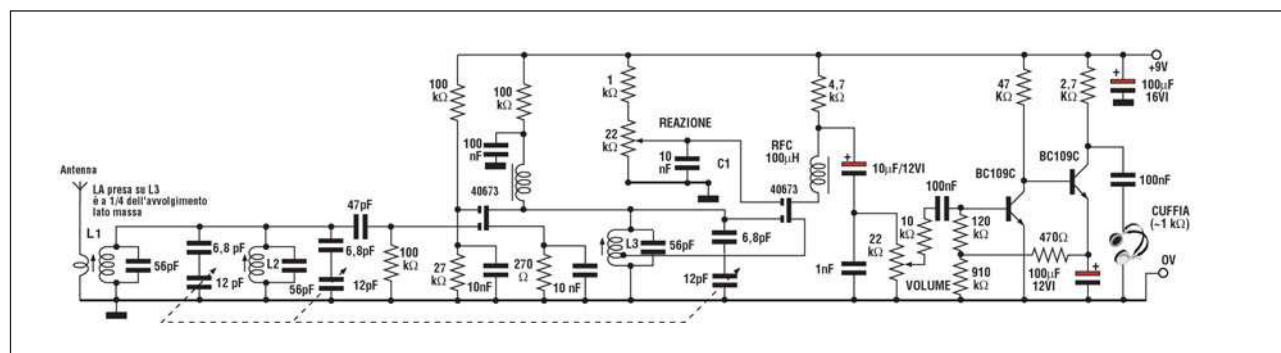 Antenna
LA presa su L3
è a 1/4 dell'avvolgimento
lato massa
L1
56pF
6,8 pF
12 pF
L2
56pF
6,8pF
12pF
47pF
100
kΩ
100
kΩ
27
kΩ
10nF
100
kΩ
100
nF
40673
270
Ω
10 nF
1
kΩ
22
kΩ
REAZIONE
10
nF
C1
L3
56pF
6,8pF
12pF
40673
RFC
100µH
4,7
kΩ
10µF/12Vl
1nF
22
kΩ
VOLUME
10
kΩ
100nF
120
kΩ
910
kΩ
BC109C
47
KΩ
470Ω
100µF
12Vl
BC109C
2,7
KΩ
+
100µF
16Vl
+9V
100nF
CUFFIA
(~1 kΩ)
0V